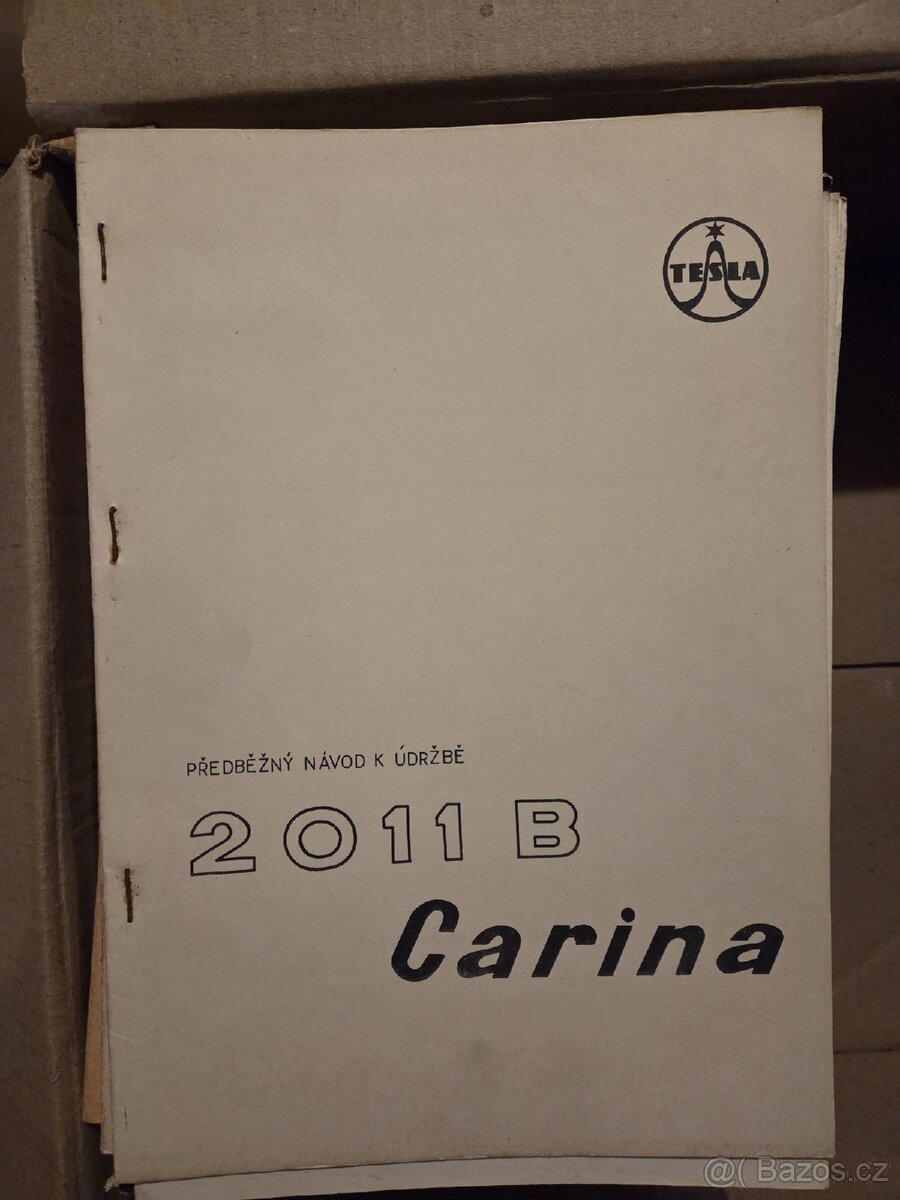 TESLA
PŘEDBĚŽNÝ NÁVOD K ÚDRŽBĚ
2011 B
Carina
@( Bazos.cz